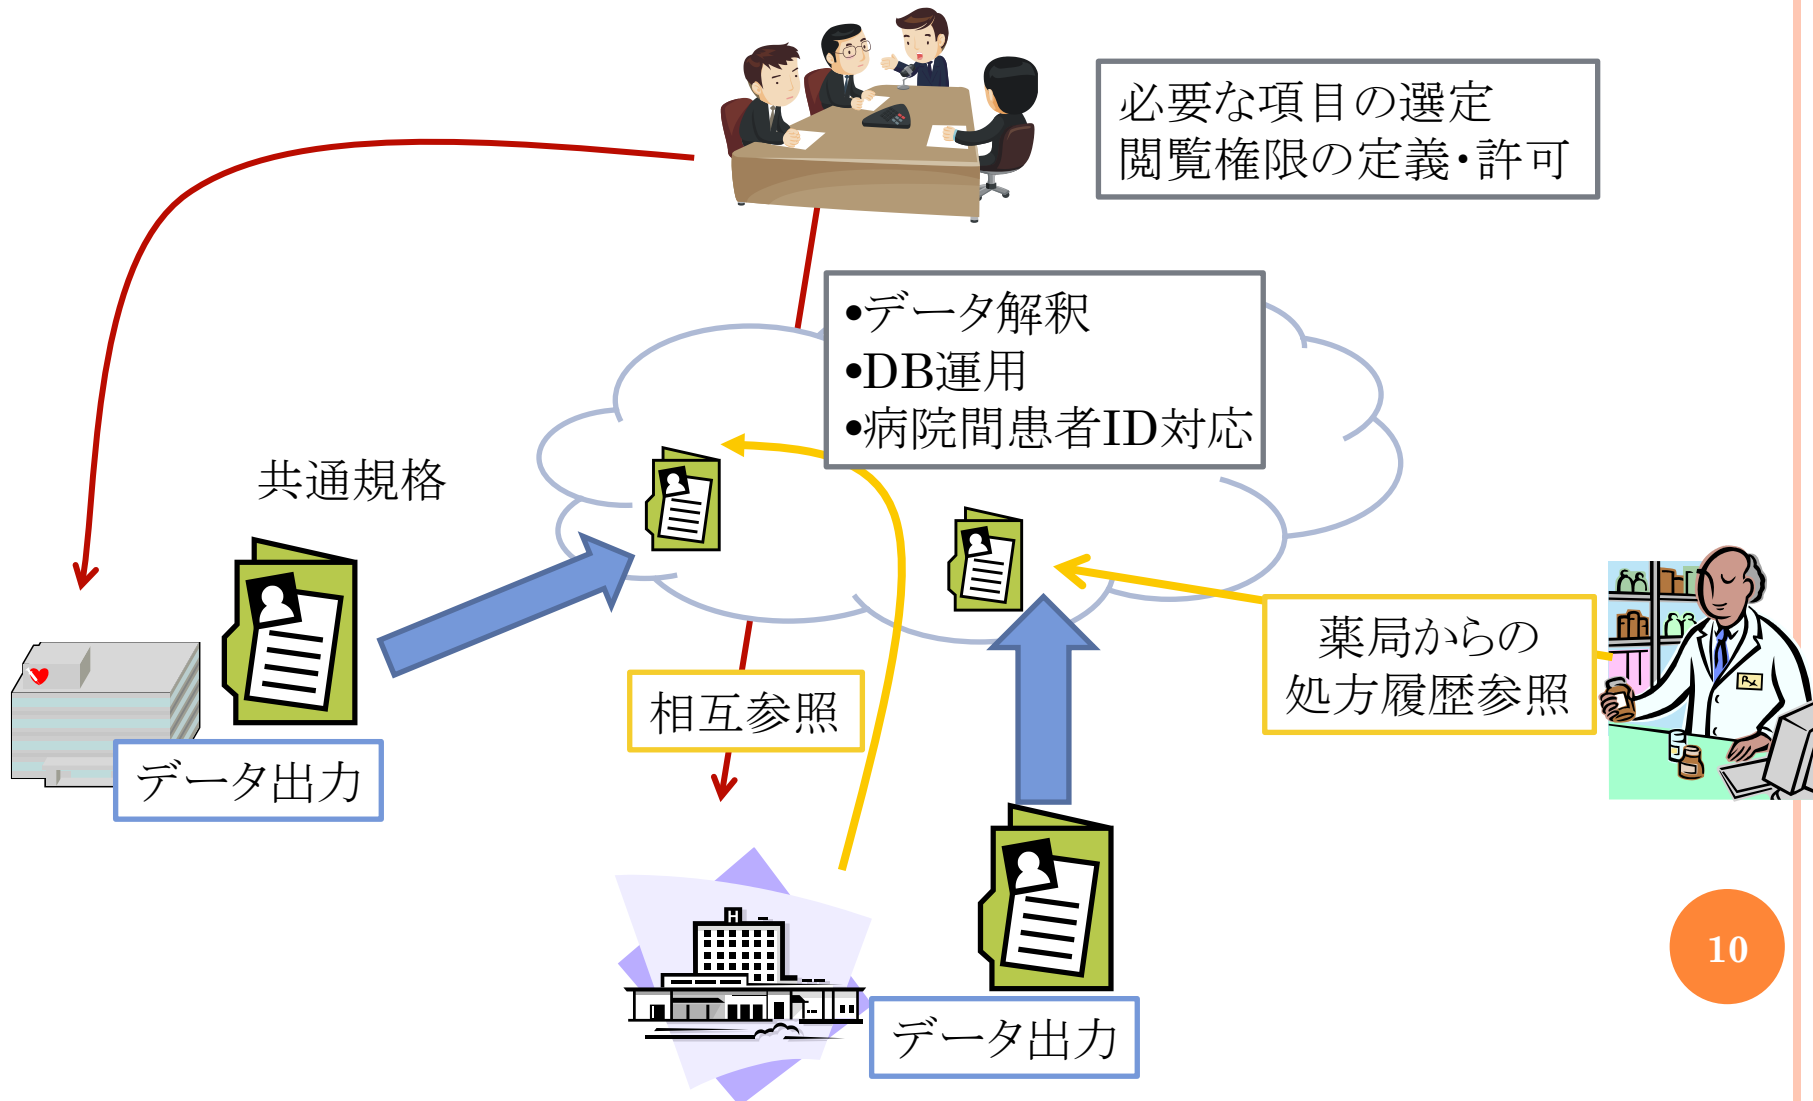 必要な項目の選定
閲覧権限の定義・許可
•データ解釈
•DB運用
•病院間患者ID対応
共通規格
薬局からの
処方履歴参照
相互参照
データ出力
H
Rx
10
データ出力